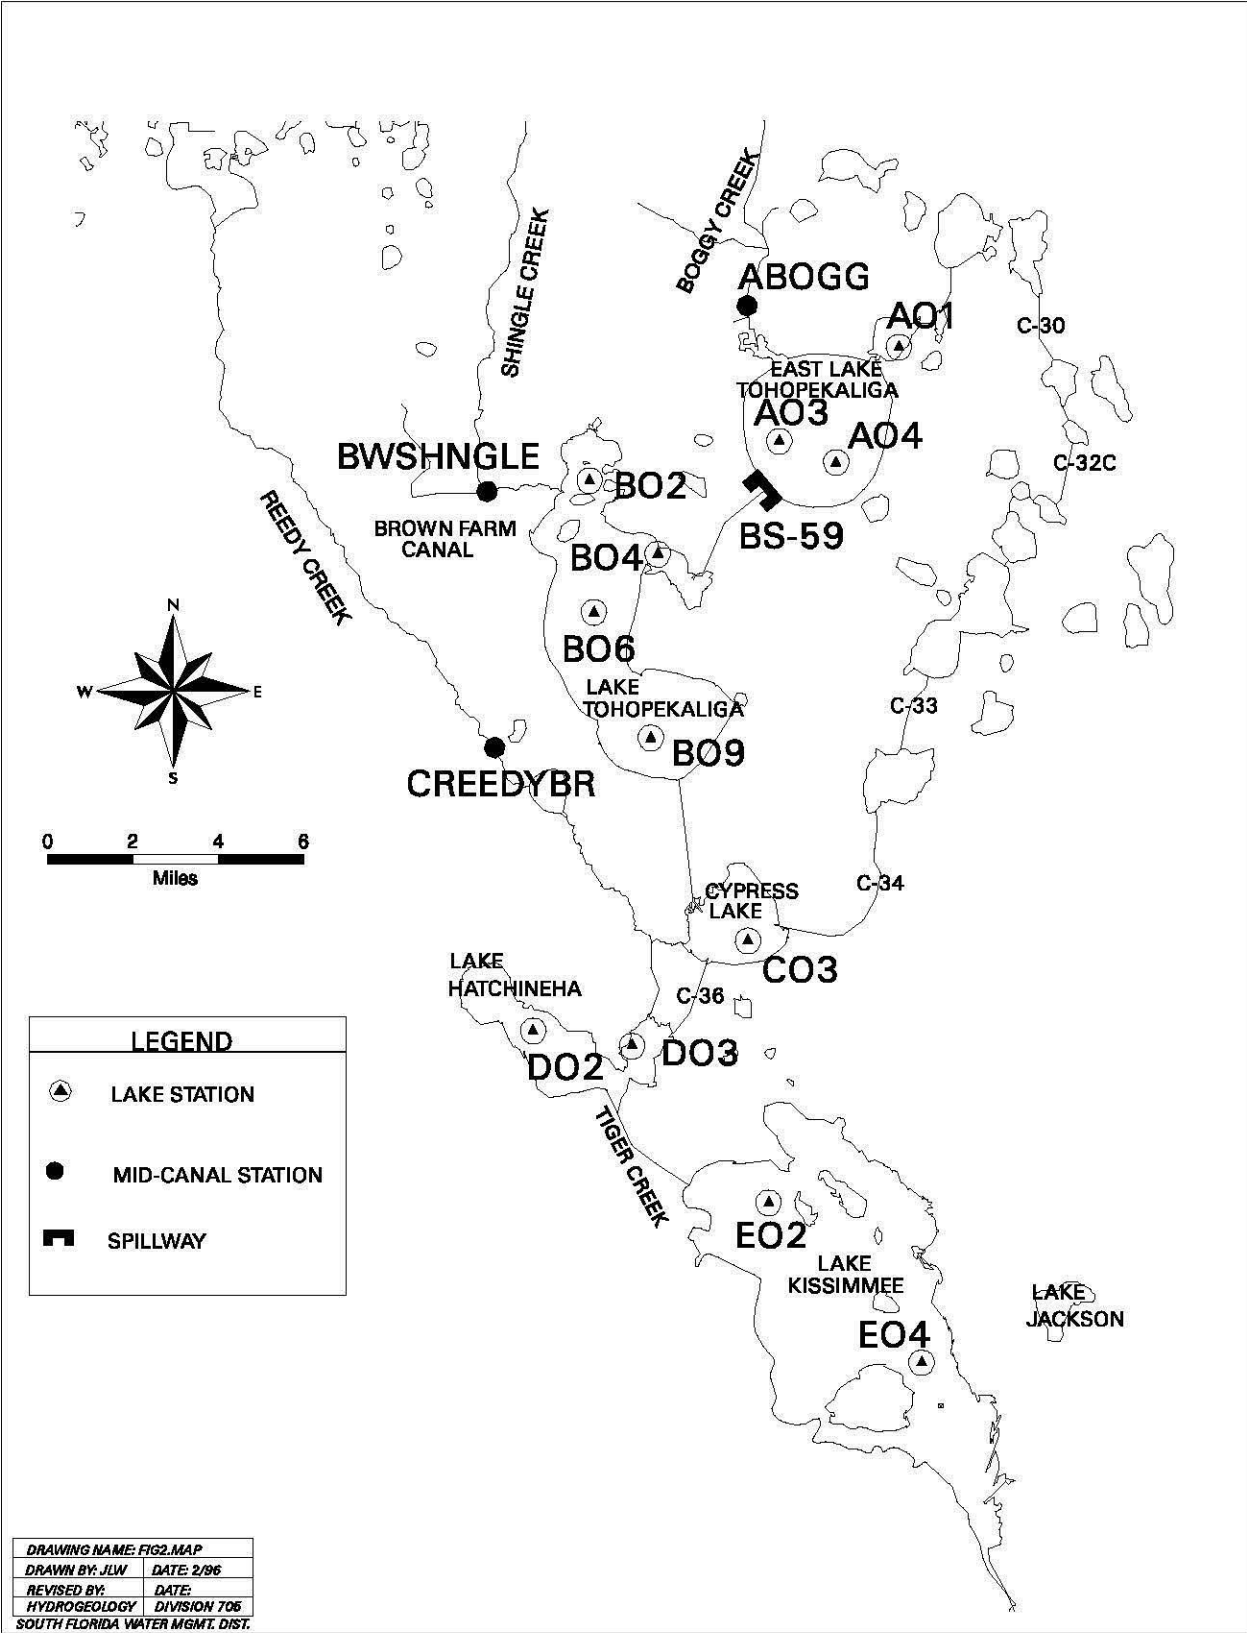 BOGGY CREEK
SHINGLE CREEK
ABOGG
AO1
C-30
EAST LAKE
TOHOPEKALIGA
AO3
AO4
BWSHNGLE
C-32C
BO2
REEDY CREEK
BROWN FARM
CANAL
BS-59
BO4
N
W
E
S
BO6
LAKE
TOHOPEKALIGA
C-33
BO9
CREEDYBR
0 2 4 6
Miles
CYPRESS
LAKE
C-34
LAKE
HATCHINEHA
CO3
C-36
DO2
DO3
LEGEND
LAKE STATION
MID-CANAL STATION
SPILLWAY
TIGER CREEK
EO2
LAKE
KISSIMMEE
LAKE
JACKSON
EO4
DRAWING NAME: FIG2.MAP
DRAWN BY: JLW DATE: 2/96
REVISED BY: DATE:
HYDROGEOLOGY DIVISION 705
SOUTH FLORIDA WATER MGMT. DIST.